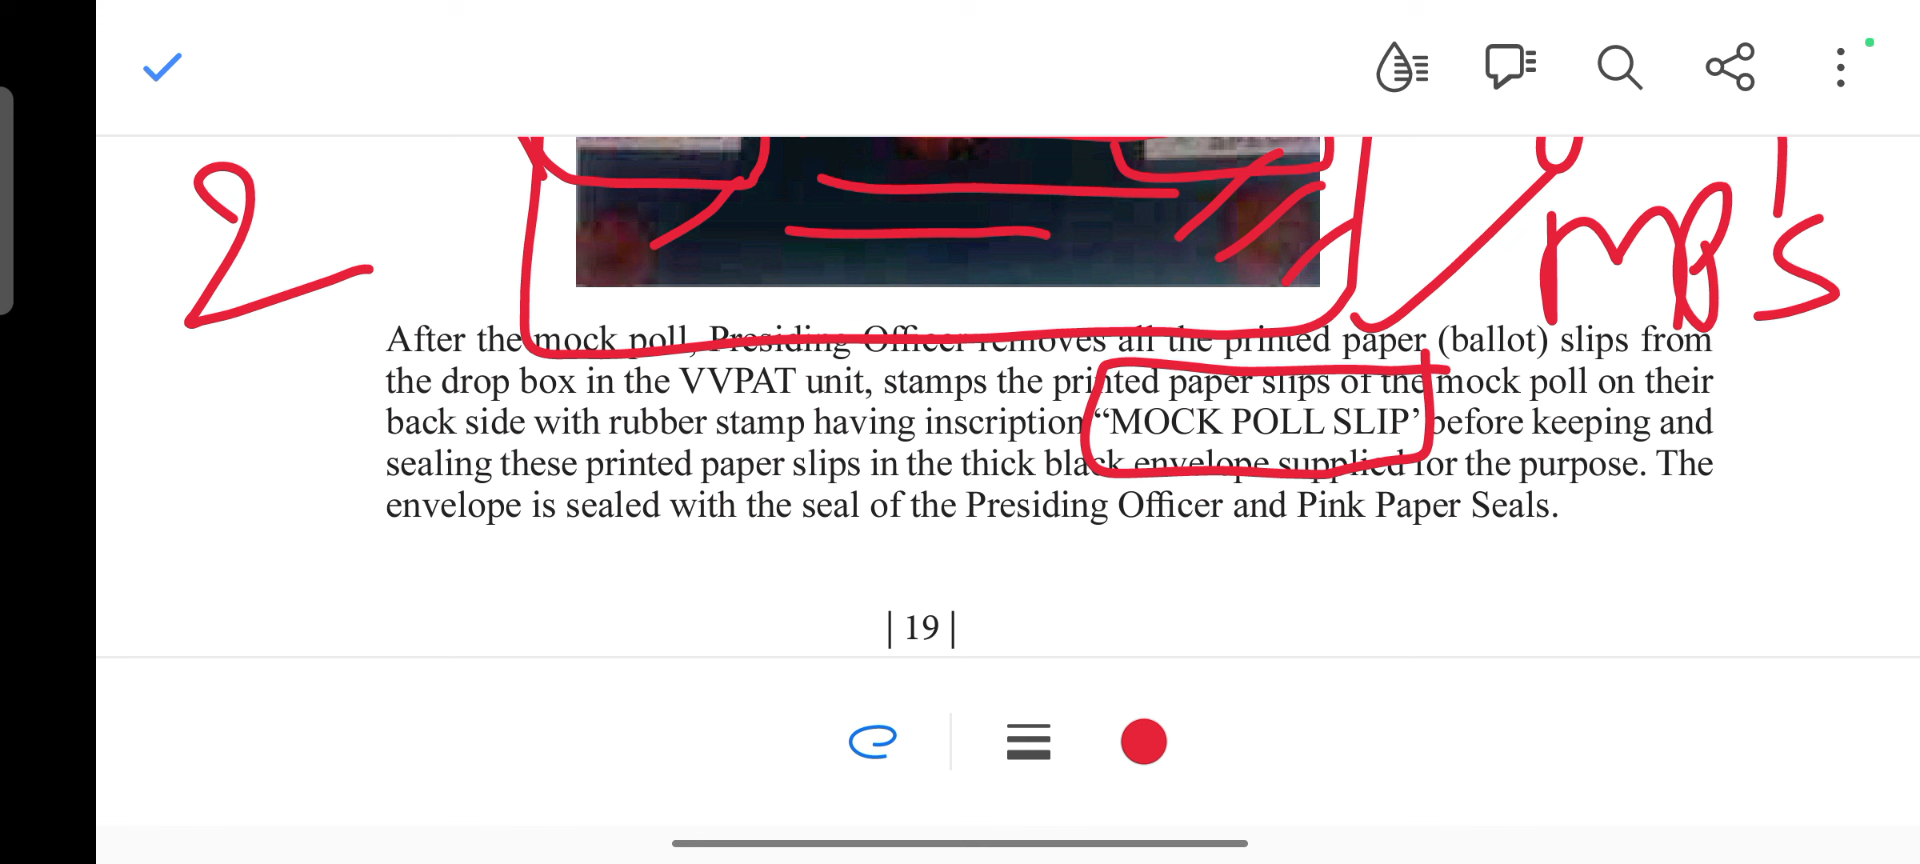 2
MP's
After the mock poll, Presiding Officer removes all the printed paper (ballot) slips from
the drop box in the VVPAT unit, stamps the printed paper slips of the mock poll on their
back side with rubber stamp having inscription “MOCK POLL SLIP’ before keeping and
sealing these printed paper slips in the thick black envelope supplied for the purpose. The
envelope is sealed with the seal of the Presiding Officer and Pink Paper Seals.
| 19 |